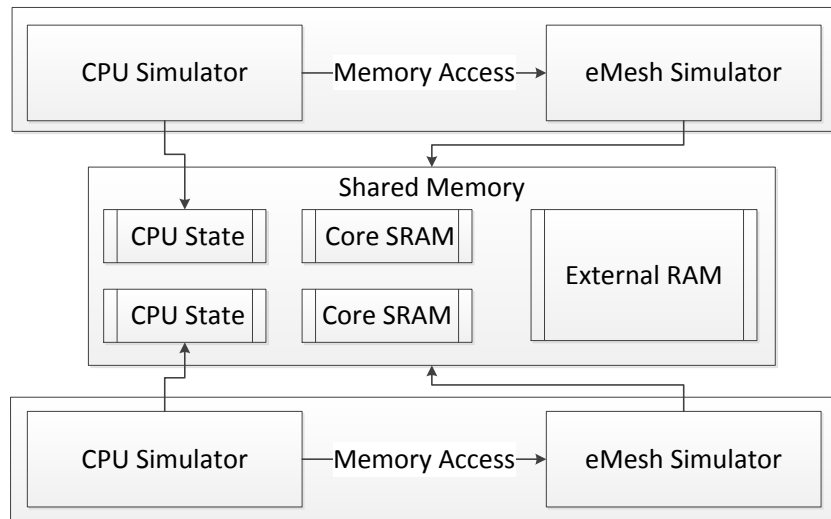 CPU Simulator
Memory Access
eMesh Simulator
Shared Memory
CPU State
Core SRAM
External RAM
CPU State
Core SRAM
CPU Simulator
Memory Access
eMesh Simulator